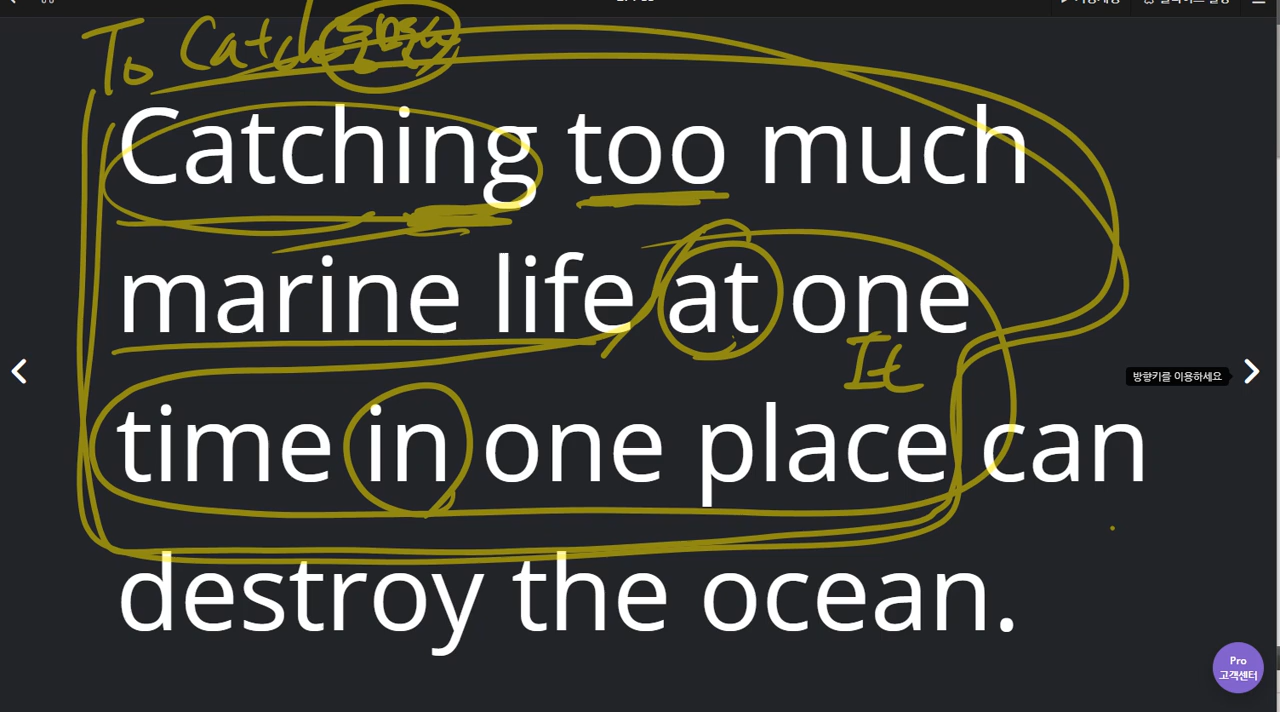 To Catch
Catching too much
marine life at one
It
time in one place can
방향키를 이용하세요
destroy the ocean.
Pro
고객센터